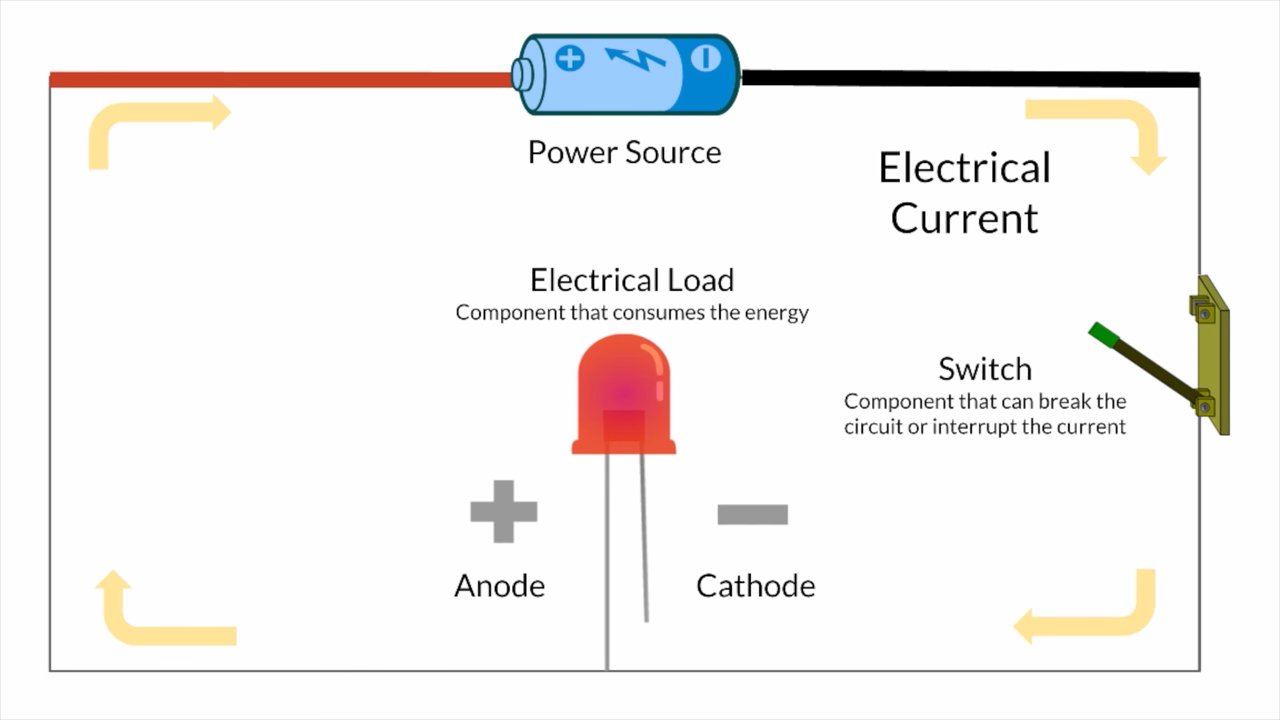 Power Source
Electrical
Current
Electrical Load
Component that consumes the energy
Switch
Component that can break the
circuit or interrupt the current
Anode
Cathode